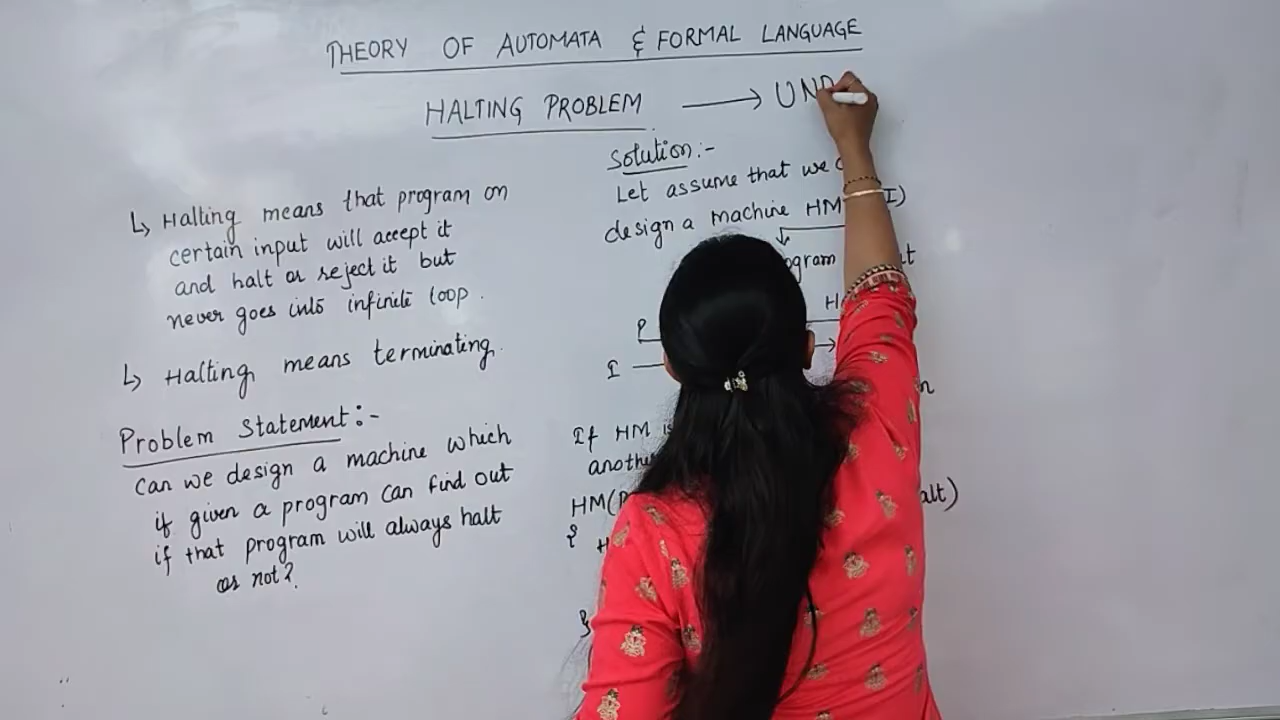 THEORY OF AUTOMATA & FORMAL LANGUAGE
HALTING PROBLEM → UND
↳ Halting means that program on
certain input will accept it
and halt or reject it but
never goes into infinite loop.
↳ Halting means terminating.
Problem Statement:-
Can we design a machine which
if given a program can find out
if that program will always halt
or not?
Solution:-
Let assume that we
design a machine HM I)
P
I
If HM is
HM(
{
}
alt)